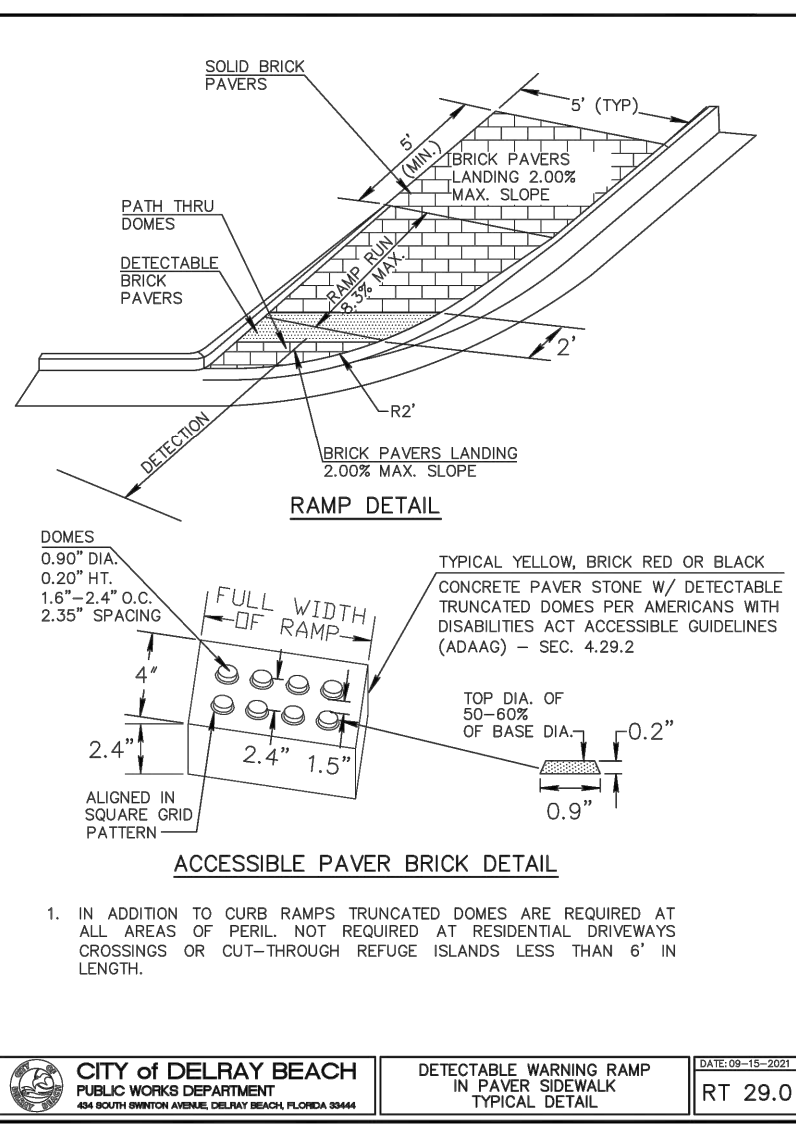 SOLID BRICK
PAVERS
5' (TYP)
5'
(MIN.)
BRICK PAVERS
LANDING 2.00%
MAX. SLOPE
PATH THRU
DOMES
DETECTABLE
BRICK
PAVERS
RAMP RUN
8.3% MAX.
2'
R2'
DETECTION
BRICK PAVERS LANDING
2.00% MAX. SLOPE
RAMP DETAIL
DOMES
0.90" DIA.
0.20" HT.
1.6"-2.4" O.C.
2.35" SPACING
FULL WIDTH
OF RAMP
TYPICAL YELLOW, BRICK RED OR BLACK
CONCRETE PAVER STONE W/ DETECTABLE
TRUNCATED DOMES PER AMERICANS WITH
DISABILITIES ACT ACCESSIBLE GUIDELINES
(ADAAG) – SEC. 4.29.2
4"
2.4"
2.4"
1.5"
TOP DIA. OF
50-60%
OF BASE DIA.
0.2"
0.9"
ALIGNED IN
SQUARE GRID
PATTERN
ACCESSIBLE PAVER BRICK DETAIL
1. IN ADDITION TO CURB RAMPS TRUNCATED DOMES ARE REQUIRED AT
ALL AREAS OF PERIL. NOT REQUIRED AT RESIDENTIAL DRIVEWAYS
CROSSINGS OR CUT-THROUGH REFUGE ISLANDS LESS THAN 6' IN
LENGTH.
CITY of DELRAY BEACH
PUBLIC WORKS DEPARTMENT
434 SOUTH SWINTON AVENUE, DELRAY BEACH, FLORIDA 33444
DETECTABLE WARNING RAMP
IN PAVER SIDEWALK
TYPICAL DETAIL
DATE: 09-15-2021
RT 29.0